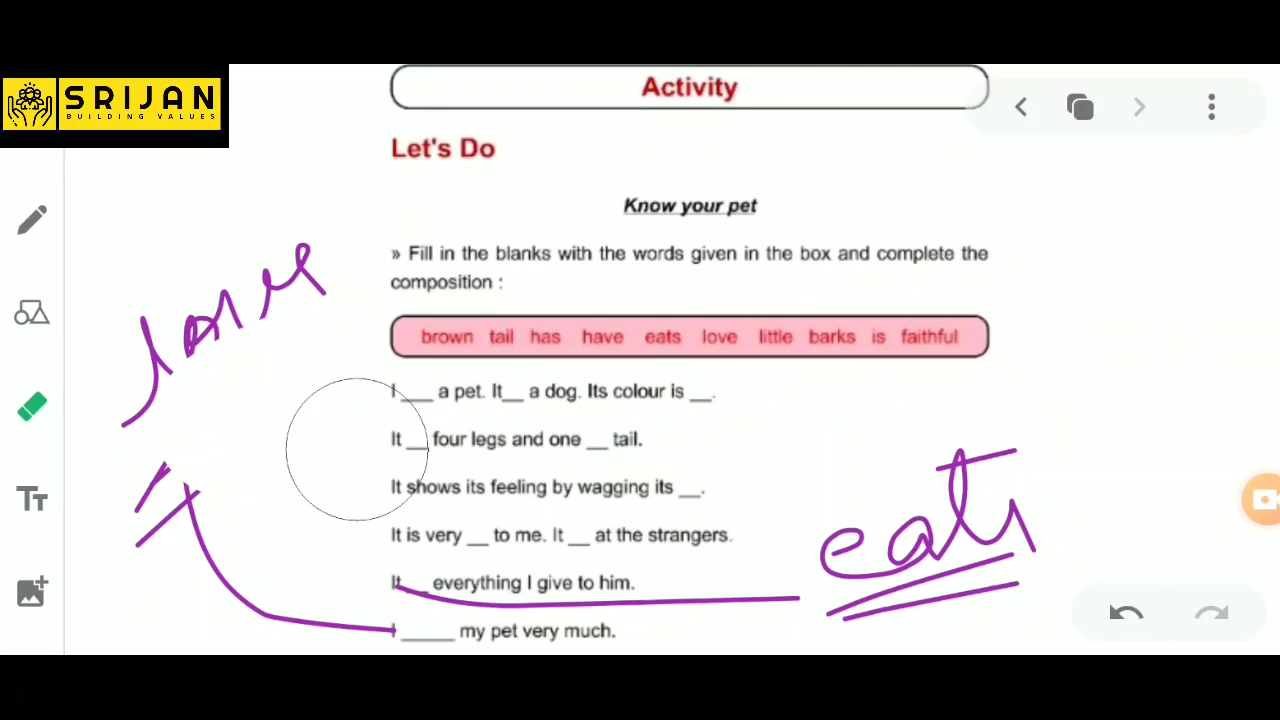 SRIJAN
BUILDING VALUES
Activity
Let's Do
Know your pet
» Fill in the blanks with the words given in the box and complete the
composition :
brown tail has have eats love little barks is faithful
I ___ a pet. It__ a dog. Its colour is __.
It __ four legs and one __ tail.
It shows its feeling by wagging its __.
It is very __ to me. It __ at the strangers.
It __ everything I give to him.
I _____ my pet very much.
eats
Tт